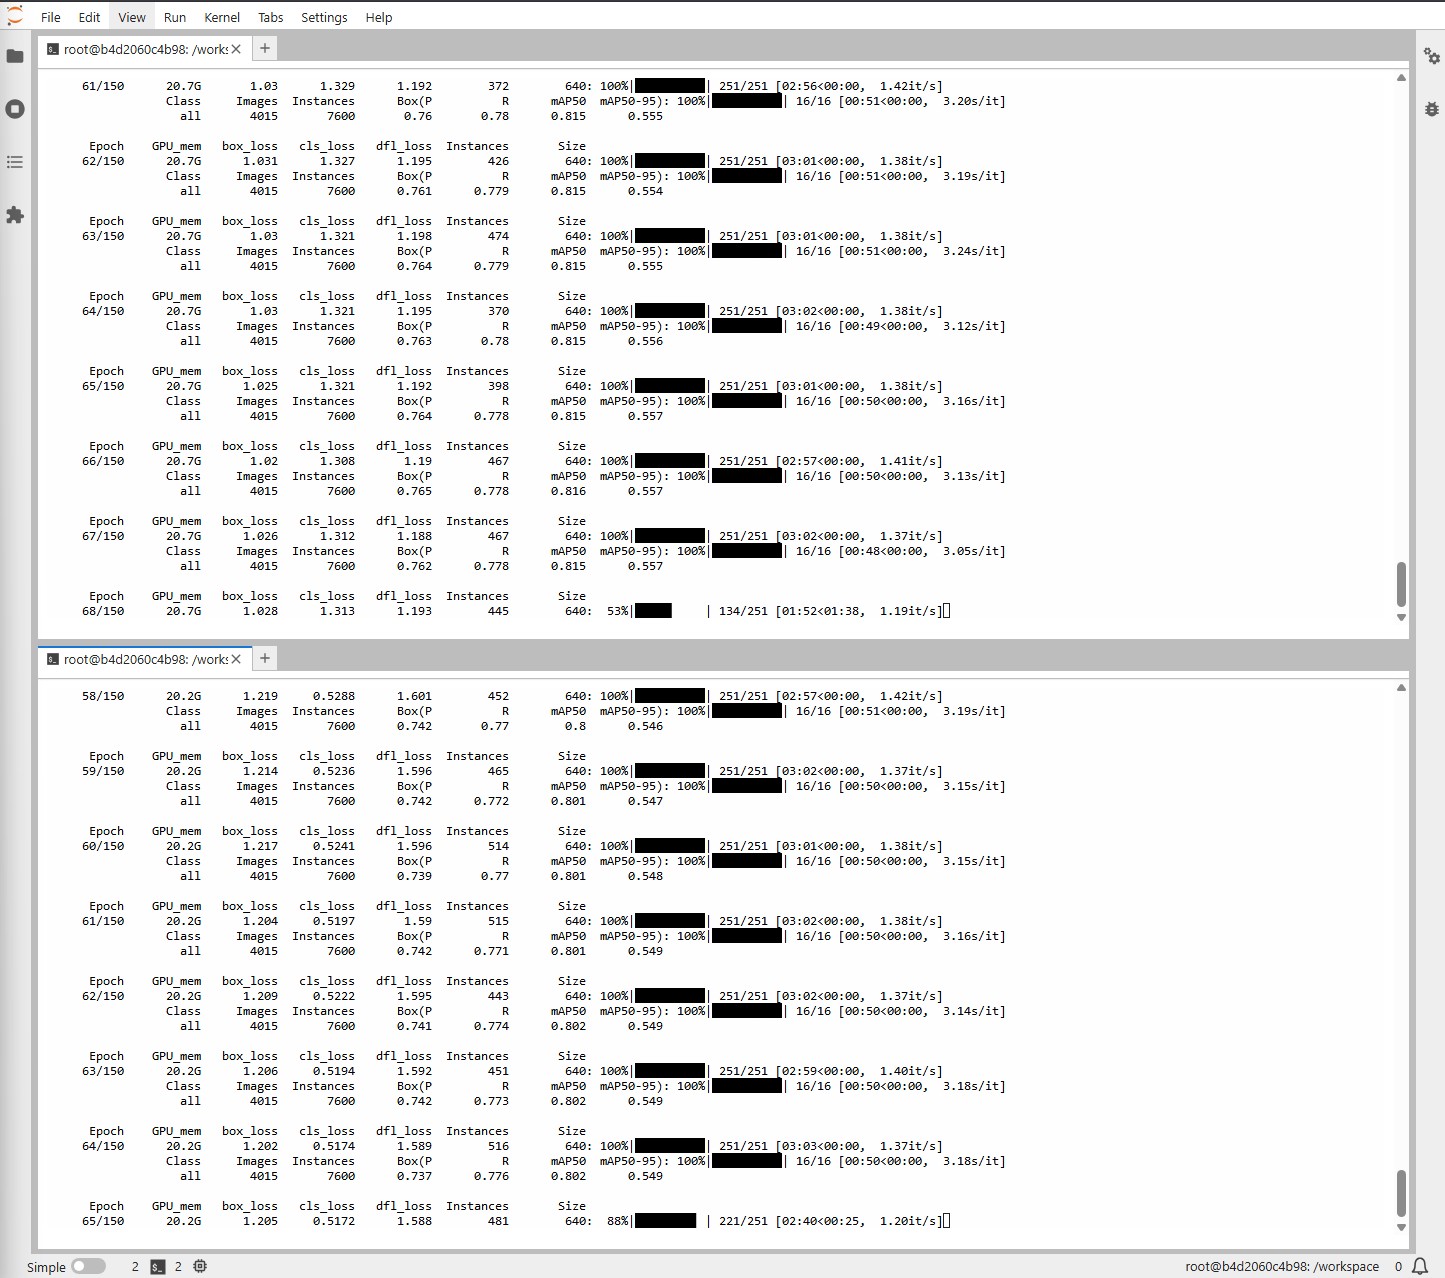 File Edit View Run Kernel Tabs Settings Help
root@b4d2060c4b98: /works
61/150 20.7G 1.03 1.329 1.192 372 640: 100%| | 251/251 [02:56<00:00, 1.42it/s]
Class Images Instances Box(P R mAP50 mAP50-95): 100%| | 16/16 [00:51<00:00, 3.20s/it]
all 4015 7600 0.76 0.78 0.815 0.555
Epoch GPU_mem box_loss cls_loss dfl_loss Instances Size
62/150 20.7G 1.031 1.327 1.195 426 640: 100%| | 251/251 [03:01<00:00, 1.38it/s]
Class Images Instances Box(P R mAP50 mAP50-95): 100%| | 16/16 [00:51<00:00, 3.19s/it]
all 4015 7600 0.761 0.779 0.815 0.554
Epoch GPU_mem box_loss cls_loss dfl_loss Instances Size
63/150 20.7G 1.03 1.321 1.198 474 640: 100%| | 251/251 [03:01<00:00, 1.38it/s]
Class Images Instances Box(P R mAP50 mAP50-95): 100%| | 16/16 [00:51<00:00, 3.24s/it]
all 4015 7600 0.764 0.779 0.815 0.555
Epoch GPU_mem box_loss cls_loss dfl_loss Instances Size
64/150 20.7G 1.03 1.321 1.195 370 640: 100%| | 251/251 [03:02<00:00, 1.38it/s]
Class Images Instances Box(P R mAP50 mAP50-95): 100%| | 16/16 [00:49<00:00, 3.12s/it]
all 4015 7600 0.763 0.78 0.815 0.556
Epoch GPU_mem box_loss cls_loss dfl_loss Instances Size
65/150 20.7G 1.025 1.321 1.192 398 640: 100%| | 251/251 [03:01<00:00, 1.38it/s]
Class Images Instances Box(P R mAP50 mAP50-95): 100%| | 16/16 [00:50<00:00, 3.16s/it]
all 4015 7600 0.764 0.778 0.815 0.557
Epoch GPU_mem box_loss cls_loss dfl_loss Instances Size
66/150 20.7G 1.02 1.308 1.19 467 640: 100%| | 251/251 [02:57<00:00, 1.41it/s]
Class Images Instances Box(P R mAP50 mAP50-95): 100%| | 16/16 [00:50<00:00, 3.13s/it]
all 4015 7600 0.765 0.778 0.816 0.557
Epoch GPU_mem box_loss cls_loss dfl_loss Instances Size
67/150 20.7G 1.026 1.312 1.188 467 640: 100%| | 251/251 [03:02<00:00, 1.37it/s]
Class Images Instances Box(P R mAP50 mAP50-95): 100%| | 16/16 [00:48<00:00, 3.05s/it]
all 4015 7600 0.762 0.778 0.815 0.557
Epoch GPU_mem box_loss cls_loss dfl_loss Instances Size
68/150 20.7G 1.028 1.313 1.193 445 640: 53%| | 134/251 [01:52<01:38, 1.19it/s]
root@b4d2060c4b98: /works
58/150 20.2G 1.219 0.5288 1.601 452 640: 100%| | 251/251 [02:57<00:00, 1.42it/s]
Class Images Instances Box(P R mAP50 mAP50-95): 100%| | 16/16 [00:51<00:00, 3.19s/it]
all 4015 7600 0.742 0.77 0.8 0.546
Epoch GPU_mem box_loss cls_loss dfl_loss Instances Size
59/150 20.2G 1.214 0.5236 1.596 465 640: 100%| | 251/251 [03:02<00:00, 1.37it/s]
Class Images Instances Box(P R mAP50 mAP50-95): 100%| | 16/16 [00:50<00:00, 3.15s/it]
all 4015 7600 0.742 0.772 0.801 0.547
Epoch GPU_mem box_loss cls_loss dfl_loss Instances Size
60/150 20.2G 1.217 0.5241 1.596 514 640: 100%| | 251/251 [03:01<00:00, 1.38it/s]
Class Images Instances Box(P R mAP50 mAP50-95): 100%| | 16/16 [00:50<00:00, 3.15s/it]
all 4015 7600 0.739 0.77 0.801 0.548
Epoch GPU_mem box_loss cls_loss dfl_loss Instances Size
61/150 20.2G 1.204 0.5197 1.59 515 640: 100%| | 251/251 [03:02<00:00, 1.38it/s]
Class Images Instances Box(P R mAP50 mAP50-95): 100%| | 16/16 [00:50<00:00, 3.16s/it]
all 4015 7600 0.742 0.771 0.801 0.549
Epoch GPU_mem box_loss cls_loss dfl_loss Instances Size
62/150 20.2G 1.209 0.5222 1.595 443 640: 100%| | 251/251 [03:02<00:00, 1.37it/s]
Class Images Instances Box(P R mAP50 mAP50-95): 100%| | 16/16 [00:50<00:00, 3.14s/it]
all 4015 7600 0.741 0.774 0.802 0.549
Epoch GPU_mem box_loss cls_loss dfl_loss Instances Size
63/150 20.2G 1.206 0.5194 1.592 451 640: 100%| | 251/251 [02:59<00:00, 1.40it/s]
Class Images Instances Box(P R mAP50 mAP50-95): 100%| | 16/16 [00:50<00:00, 3.18s/it]
all 4015 7600 0.742 0.773 0.802 0.549
Epoch GPU_mem box_loss cls_loss dfl_loss Instances Size
64/150 20.2G 1.202 0.5174 1.589 516 640: 100%| | 251/251 [03:03<00:00, 1.37it/s]
Class Images Instances Box(P R mAP50 mAP50-95): 100%| | 16/16 [00:50<00:00, 3.18s/it]
all 4015 7600 0.737 0.776 0.802 0.549
Epoch GPU_mem box_loss cls_loss dfl_loss Instances Size
65/150 20.2G 1.205 0.5172 1.588 481 640: 88%| | 221/251 [02:40<00:25, 1.20it/s]
Simple 2 2 root@b4d2060c4b98: /workspace 0